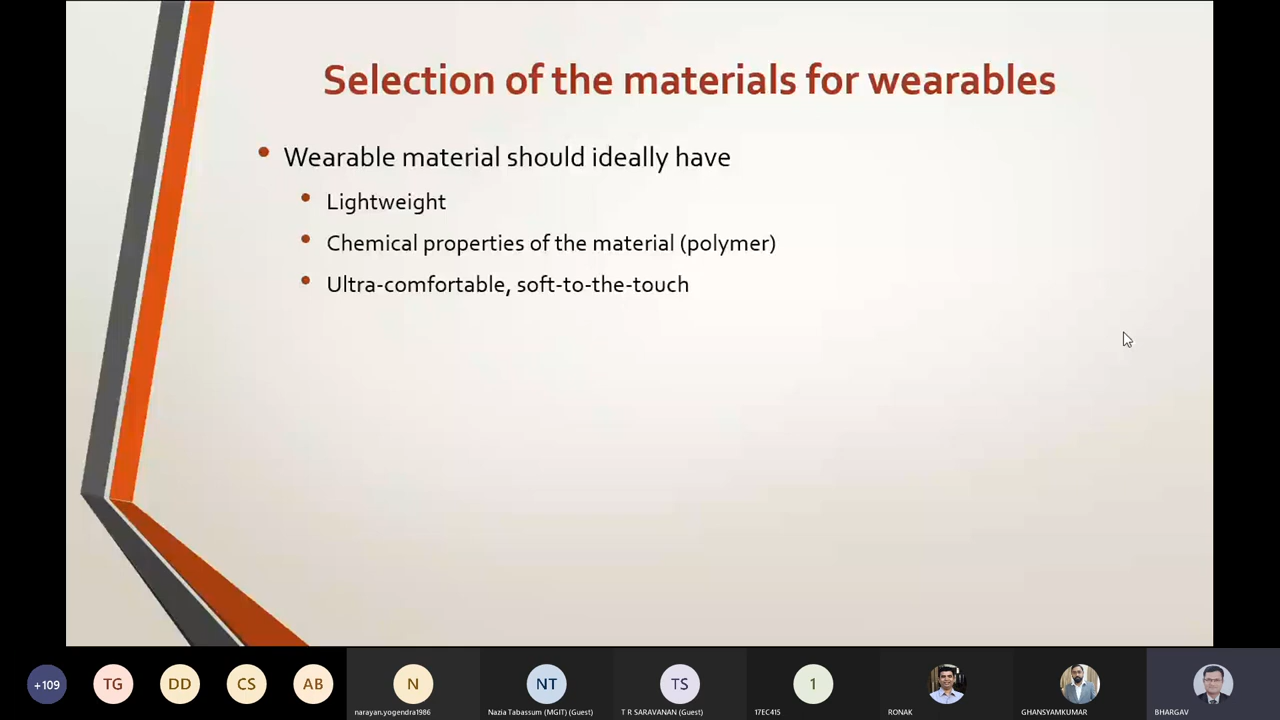 Selection of the materials for wearables
Wearable material should ideally have
Lightweight
Chemical properties of the material (polymer)
Ultra-comfortable, soft-to-the-touch
+109
TG
DD
CS
AB
N
NT
TS
1
narayan.yogendra1986
Nazia Tabassum (MGIT) (Guest)
T R SARAVANAN (Guest)
17EC415
RONAK
GHANSYAMKUMAR
BHARGAV